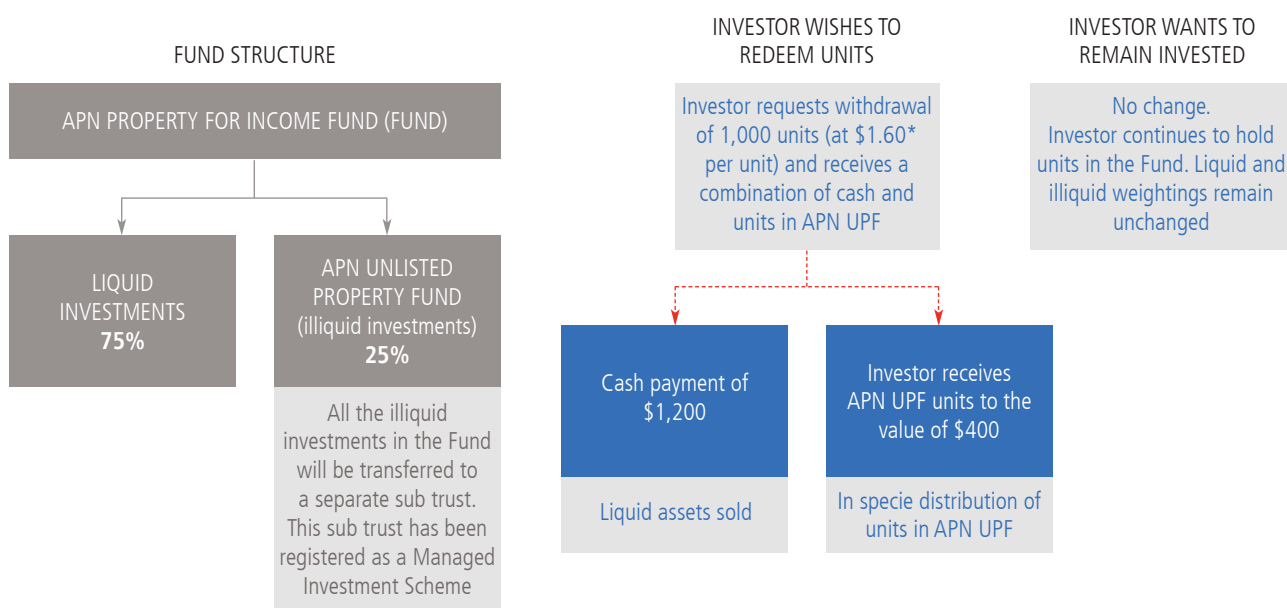 FUND STRUCTURE
APN PROPERTY FOR INCOME FUND (FUND)
LIQUID
INVESTMENTS
75%
APN UNLISTED
PROPERTY FUND
(illiquid investments)
25%
All the illiquid
investments in the Fund
will be transferred to
a separate sub trust.
This sub trust has been
registered as a Managed
Investment Scheme
INVESTOR WISHES TO
REDEEM UNITS
Investor requests withdrawal
of 1,000 units (at $1.60*
per unit) and receives a
combination of cash and
units in APN UPF
Cash payment of
$1,200
Liquid assets sold
Investor receives
APN UPF units to the
value of $400
In specie distribution of
units in APN UPF
INVESTOR WANTS TO
REMAIN INVESTED
No change.
Investor continues to hold
units in the Fund. Liquid and
illiquid weightings remain
unchanged